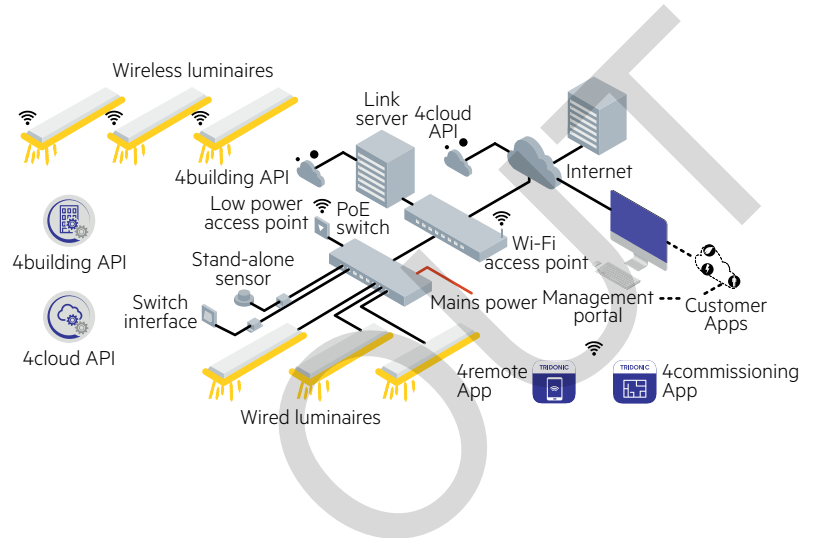 Wireless luminaires
Link
server
4cloud
API
Internet
4building API
Low power
access point
PoE
switch
4building API
Stand-alone
sensor
Wi-Fi
access point
Switch
interface
Mains power
Management
portal
Customer
Apps
4cloud API
4remote
App
TRIDONIC
TRIDONIC
4commissioning
App
Wired luminaires
OUT